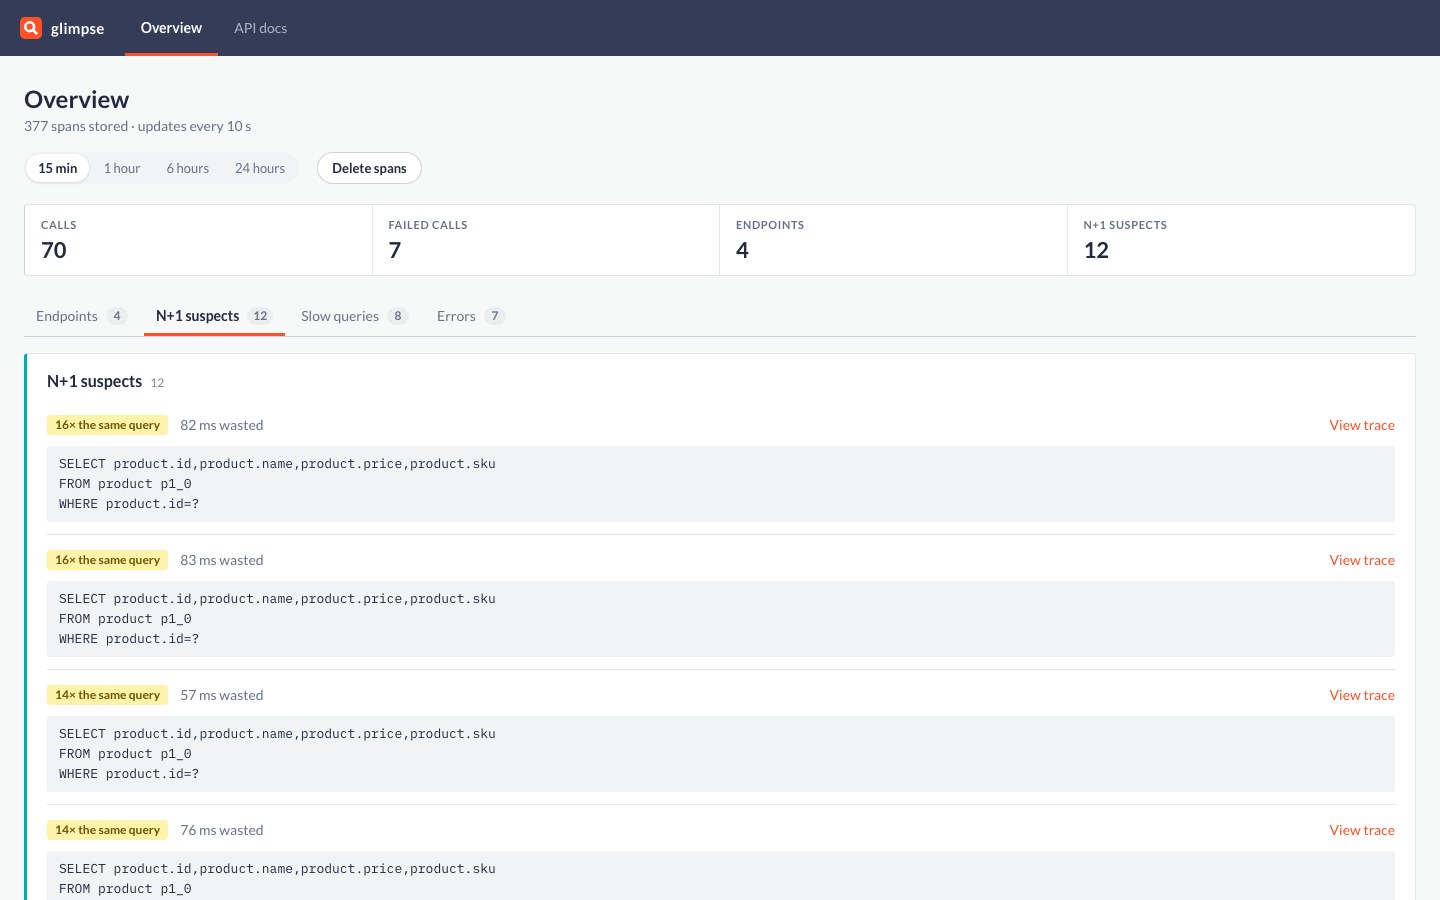 glimpse Overview API docs
Overview
377 spans stored · updates every 10 s
15 min 1 hour 6 hours 24 hours Delete spans
CALLS FAILED CALLS ENDPOINTS N+1 SUSPECTS
70 7 4 12
Endpoints 4 N+1 suspects 12 Slow queries 8 Errors 7
N+1 suspects 12
16× the same query 82 ms wasted View trace
SELECT product.id,product.name,product.price,product.sku
FROM product p1_0
WHERE product.id=?
16× the same query 83 ms wasted View trace
SELECT product.id,product.name,product.price,product.sku
FROM product p1_0
WHERE product.id=?
14× the same query 57 ms wasted View trace
SELECT product.id,product.name,product.price,product.sku
FROM product p1_0
WHERE product.id=?
14× the same query 76 ms wasted View trace
SELECT product.id,product.name,product.price,product.sku
FROM product p1_0